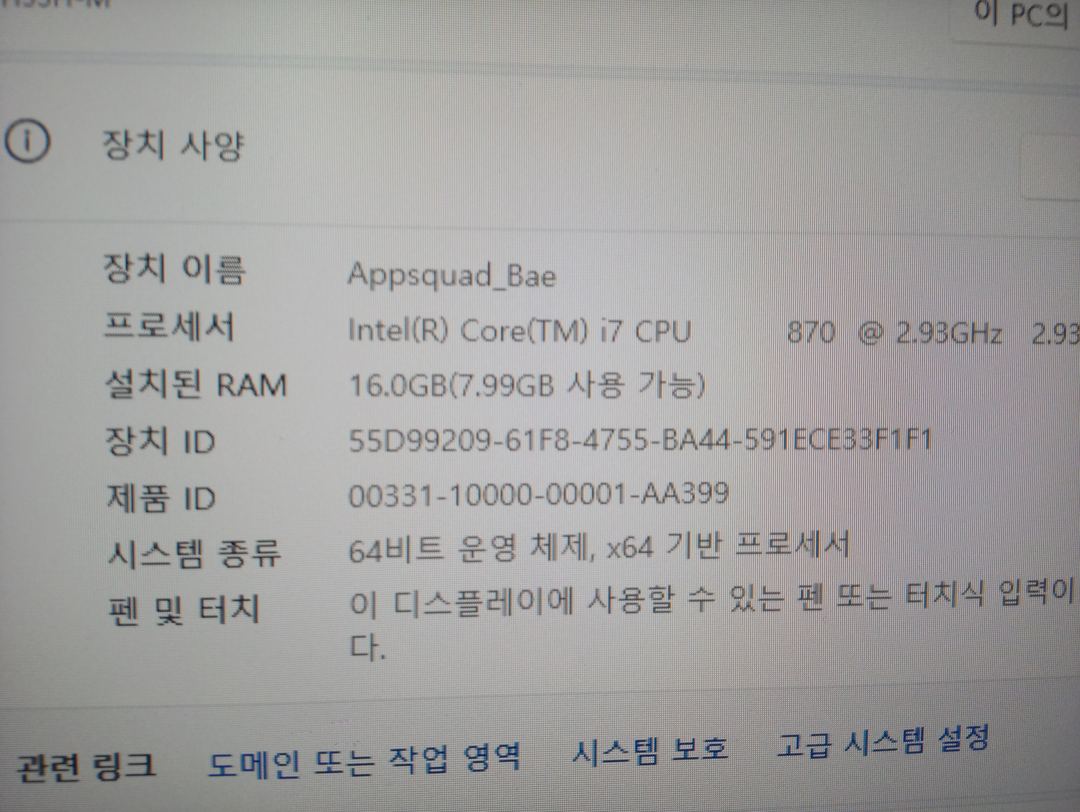 이 PC의
장치 사양
장치 이름 Appsquad_Bae
프로세서 Intel(R) Core(TM) i7 CPU 870 @ 2.93GHz 2.93
설치된 RAM 16.0GB(7.99GB 사용 가능)
장치 ID 55D99209-61F8-4755-BA44-591ECE33F1F1
제품 ID 00331-10000-00001-AA399
시스템 종류 64비트 운영 체제, x64 기반 프로세서
펜 및 터치 이 디스플레이에 사용할 수 있는 펜 또는 터치식 입력이
다.
관련 링크 도메인 또는 작업 영역 시스템 보호 고급 시스템 설정